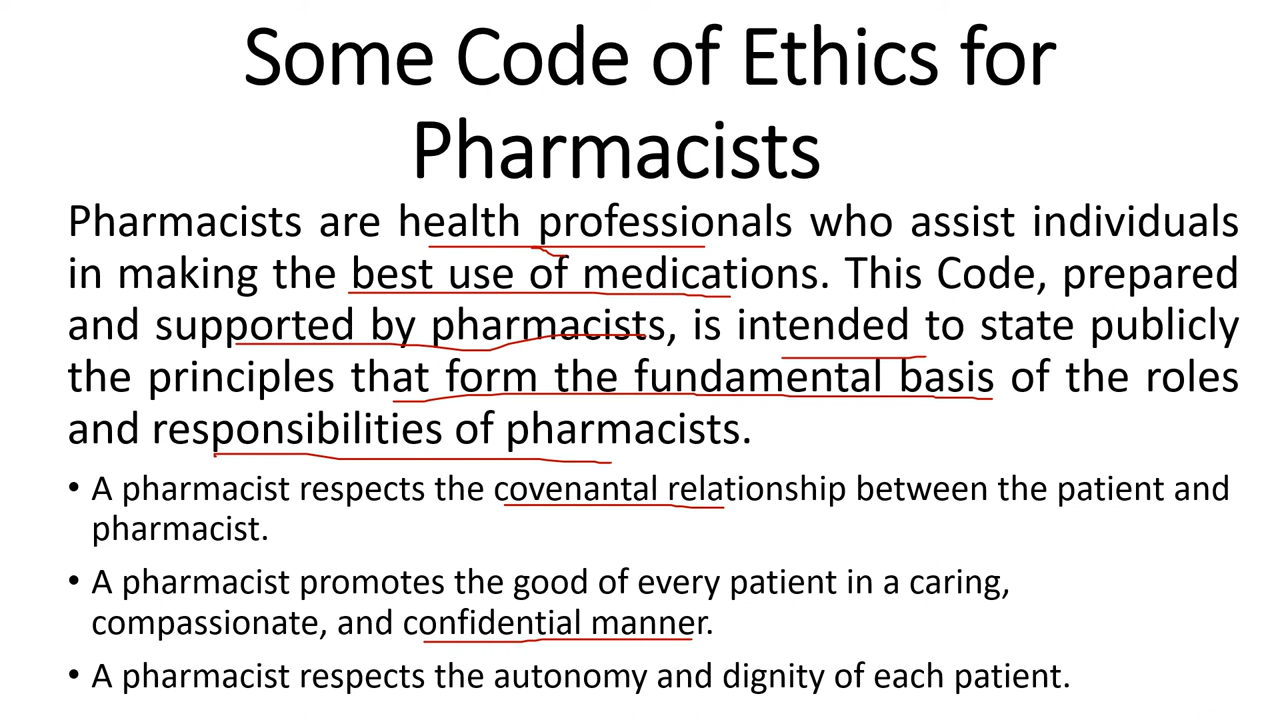 Some Code of Ethics for
Pharmacists
Pharmacists are health professionals who assist individuals
in making the best use of medications. This Code, prepared
and supported by pharmacists, is intended to state publicly
the principles that form the fundamental basis of the roles
and responsibilities of pharmacists.
• A pharmacist respects the covenantal relationship between the patient and
pharmacist.
• A pharmacist promotes the good of every patient in a caring,
compassionate, and confidential manner.
• A pharmacist respects the autonomy and dignity of each patient.